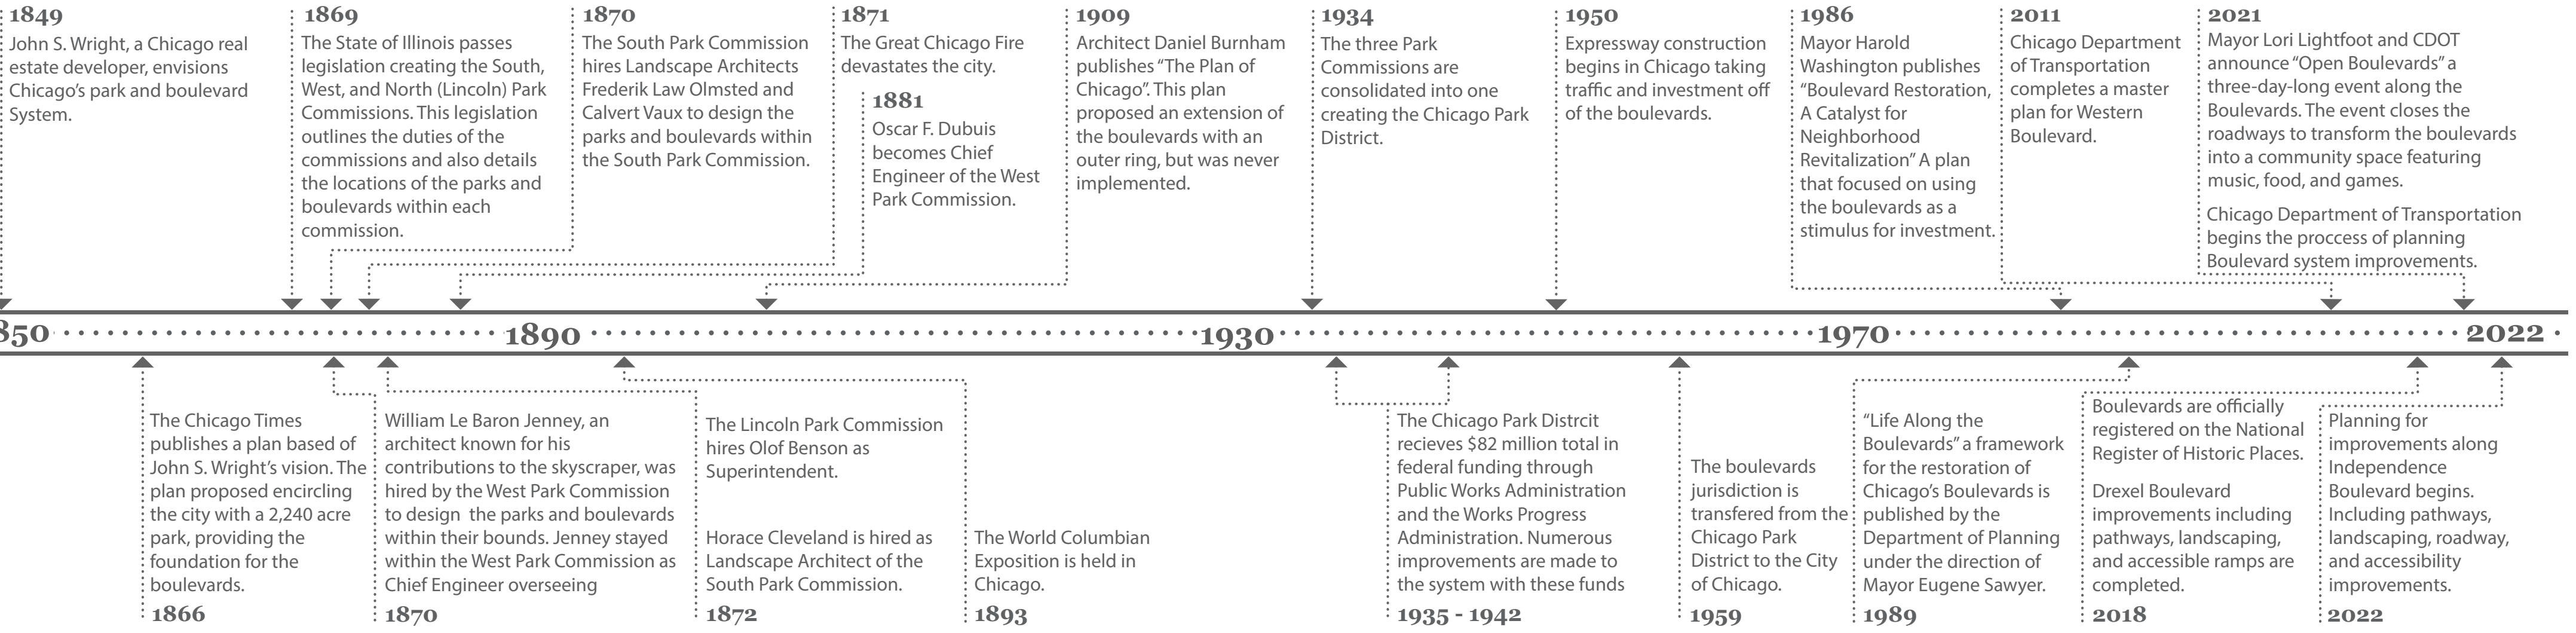 1849
John S. Wright, a Chicago real
estate developer, envisions
Chicago's park and boulevard
System.
1869
The State of Illinois passes
legislation creating the South,
West, and North (Lincoln) Park
Commissions. This legislation
outlines the duties of the
commissions and also details
the locations of the parks and
boulevards within each
commission.
1870
The South Park Commission
hires Landscape Architects
Frederik Law Olmsted and
Calvert Vaux to design the
parks and boulevards within
the South Park Commission.
1871
The Great Chicago Fire
devastates the city.
1881
Oscar F. Dubuis
becomes Chief
Engineer of the West
Park Commission.
1909
Architect Daniel Burnham
publishes “The Plan of
Chicago”. This plan
proposed an extension of
the boulevards with an
outer ring, but was never
implemented.
1934
The three Park
Commissions are
consolidated into one
creating the Chicago Park
District.
1950
Expressway construction
begins in Chicago taking
traffic and investment off
of the boulevards.
1986
Mayor Harold
Washington publishes
“Boulevard Restoration,
A Catalyst for
Neighborhood
Revitalization” A plan
that focused on using
the boulevards as a
stimulus for investment.
2011
Chicago Department
of Transportation
completes a master
plan for Western
Boulevard.
2021
Mayor Lori Lightfoot and CDOT
announce “Open Boulevards” a
three-day-long event along the
Boulevards. The event closes the
roadways to transform the boulevards
into a community space featuring
music, food, and games.
Chicago Department of Transportation
begins the proccess of planning
Boulevard system improvements.
850 1890 1930 1970 2022
The Chicago Times
publishes a plan based of
John S. Wright's vision. The
plan proposed encircling
the city with a 2,240 acre
park, providing the
foundation for the
boulevards.
1866
William Le Baron Jenney, an
architect known for his
contributions to the skyscraper, was
hired by the West Park Commission
to design the parks and boulevards
within their bounds. Jenney stayed
within the West Park Commission as
Chief Engineer overseeing
1870
The Lincoln Park Commission
hires Olof Benson as
Superintendent.
Horace Cleveland is hired as
Landscape Architect of the
South Park Commission.
1872
The World Columbian
Exposition is held in
Chicago.
1893
The Chicago Park Distrcit
recieves $82 million total in
federal funding through
Public Works Administration
and the Works Progress
Administration. Numerous
improvements are made to
the system with these funds
1935 - 1942
The boulevards
jurisdiction is
transfered from the
Chicago Park
District to the City
of Chicago.
1959
“Life Along the
Boulevards” a framework
for the restoration of
Chicago's Boulevards is
published by the
Department of Planning
under the direction of
Mayor Eugene Sawyer.
1989
Boulevards are officially
registered on the National
Register of Historic Places.
Drexel Boulevard
improvements including
pathways, landscaping,
and accessible ramps are
completed.
2018
Planning for
improvements along
Independence
Boulevard begins.
Including pathways,
landscaping, roadway,
and accessibility
improvements.
2022